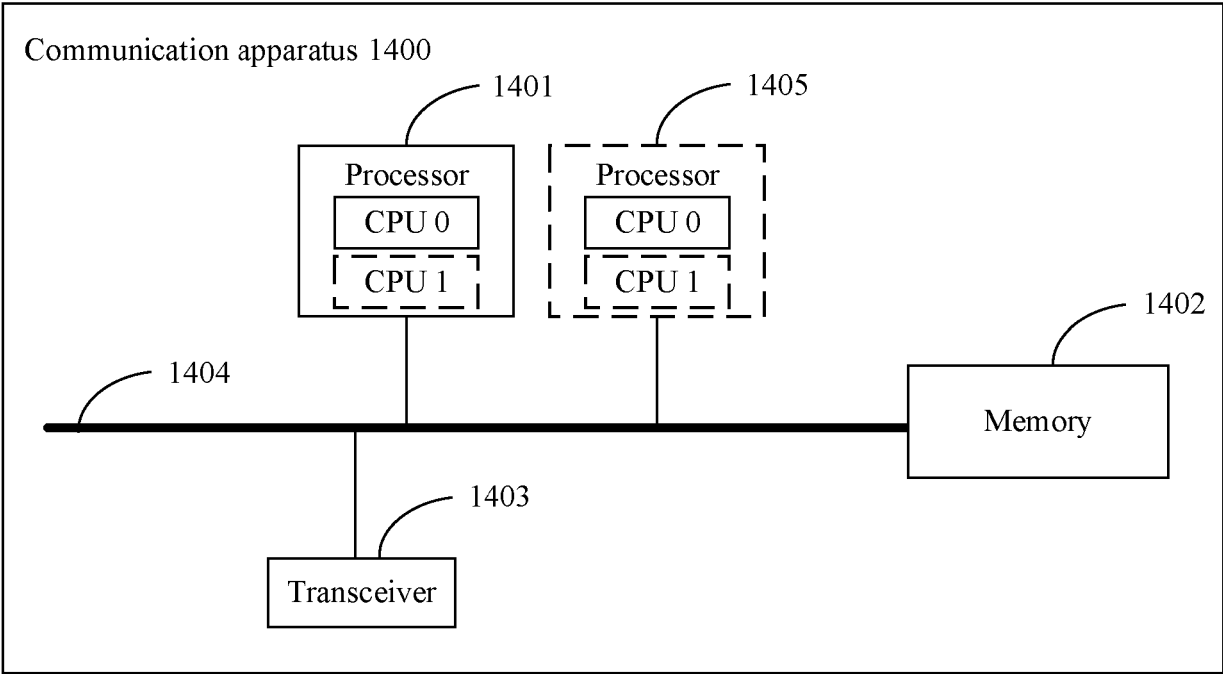 Communication apparatus 1400
1401
1405
Processor
CPU 0
CPU 1
Processor
CPU 0
CPU 1
1402
Memory
1404
1403
Transceiver